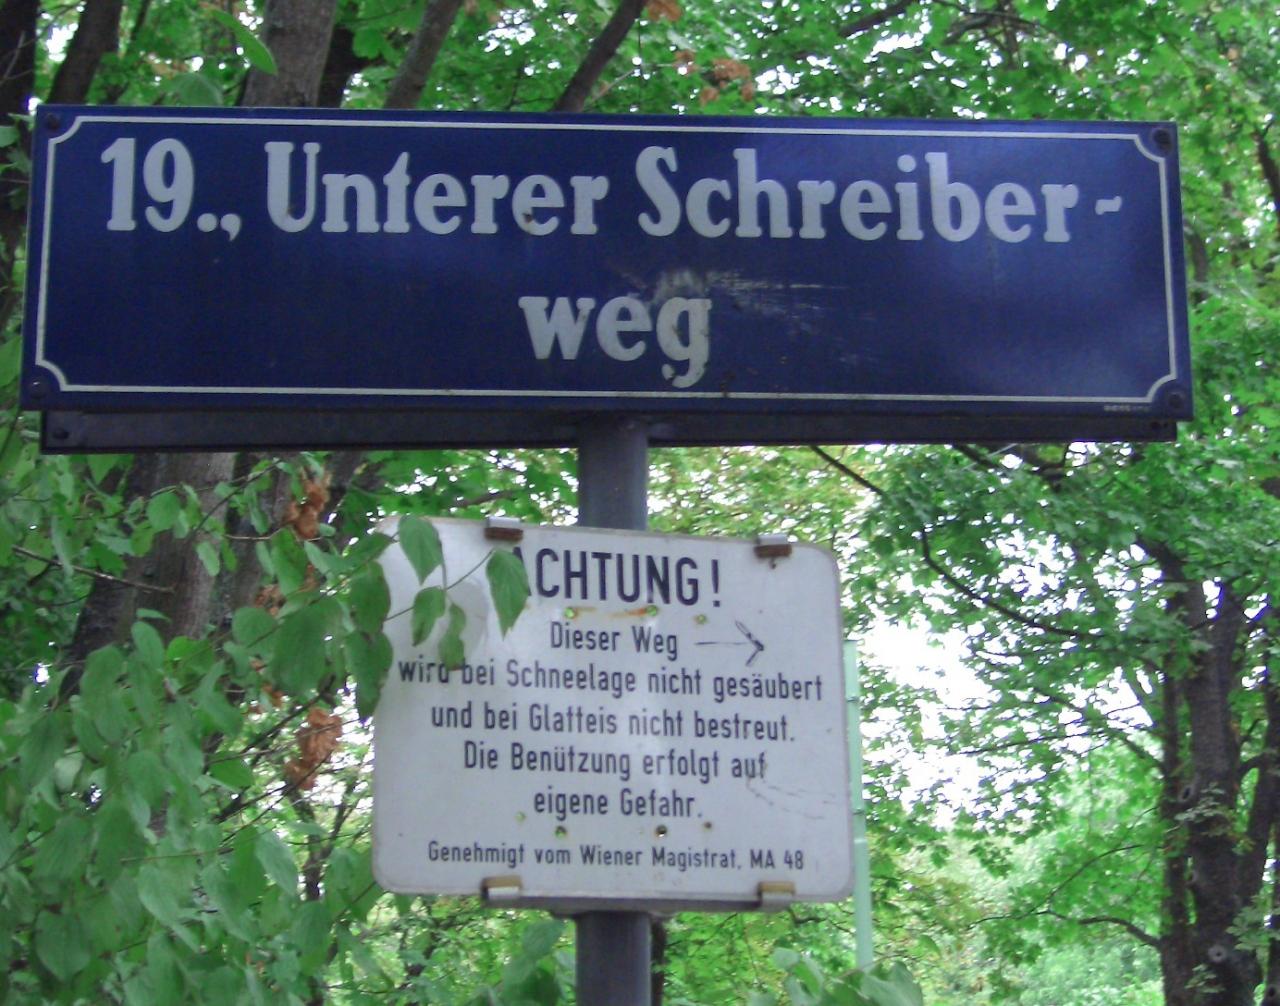 19., Unterer Schreiber-
weg
ACHTUNG!
Dieser Weg →
wird bei Schneelage nicht gesäubert
und bei Glatteis nicht bestreut.
Die Benützung erfolgt auf
eigene Gefahr.
Genehmigt vom Wiener Magistrat, MA 48